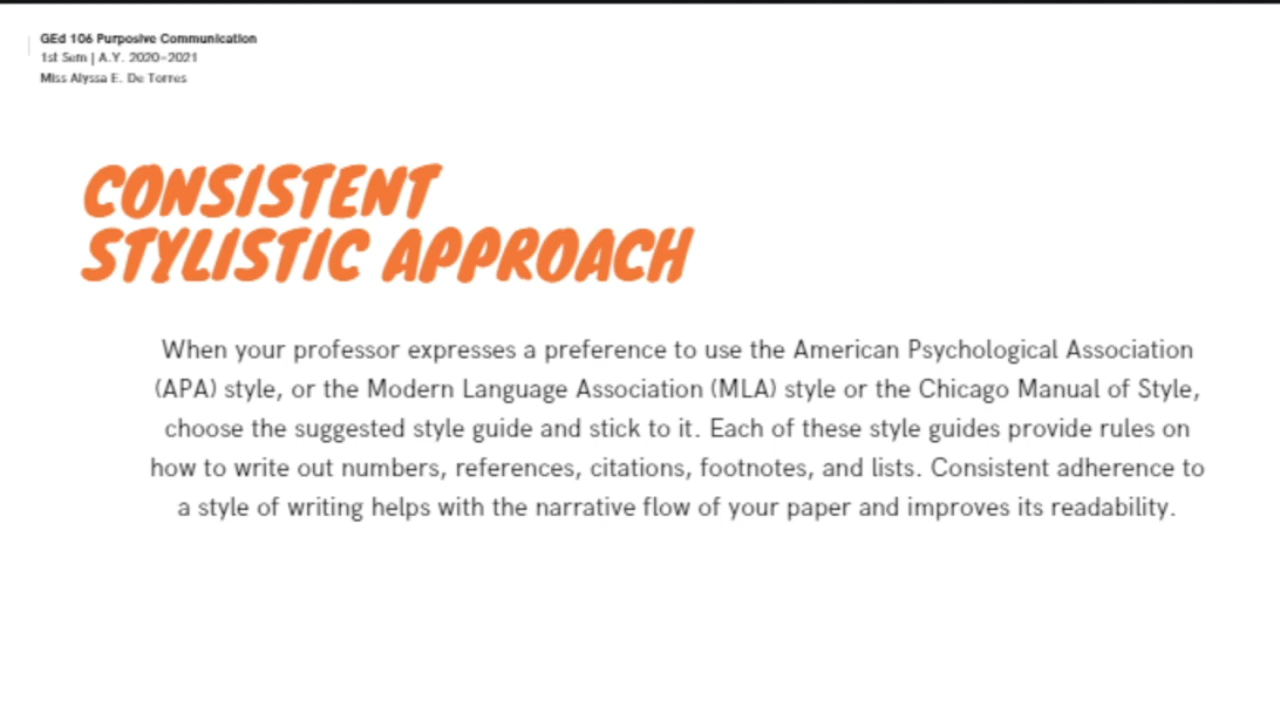 GEd 106 Purposive Communication
1st Sem | A.Y. 2020-2021
Miss Alyssa E. De Torres
CONSISTENT
STYLISTIC APPROACH
When your professor expresses a preference to use the American Psychological Association
(APA) style, or the Modern Language Association (MLA) style or the Chicago Manual of Style,
choose the suggested style guide and stick to it. Each of these style guides provide rules on
how to write out numbers, references, citations, footnotes, and lists. Consistent adherence to
a style of writing helps with the narrative flow of your paper and improves its readability.